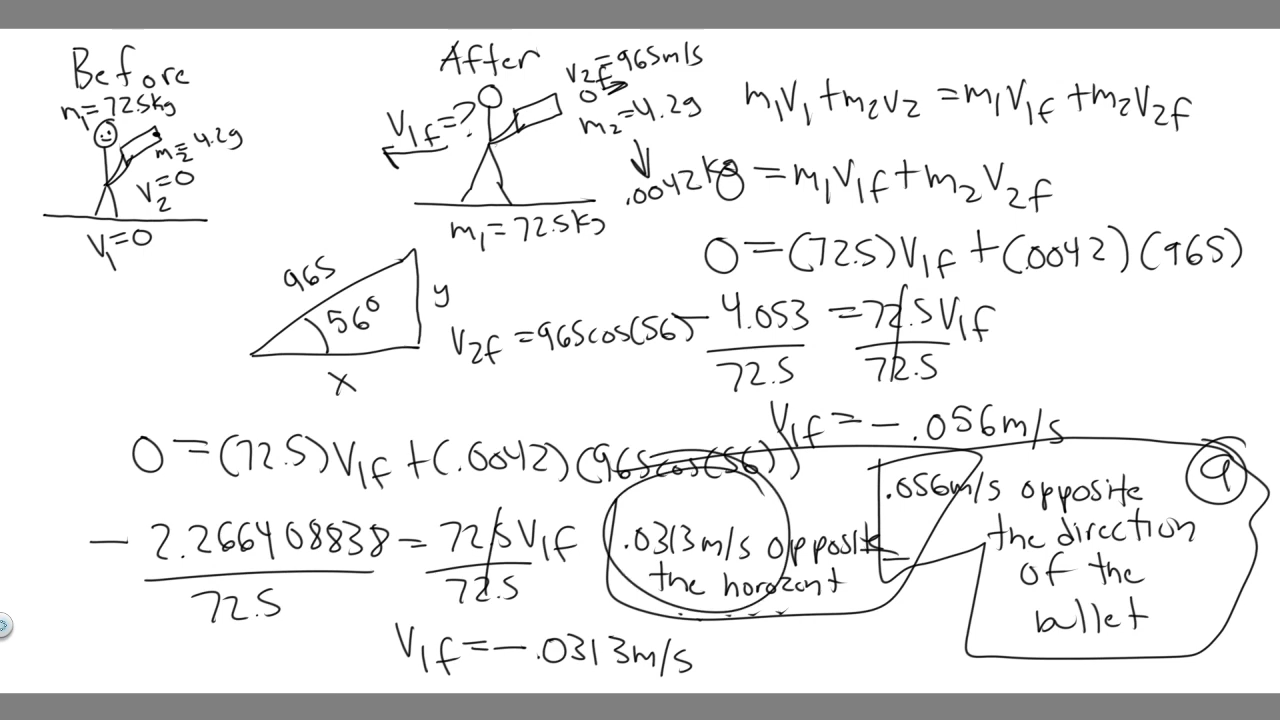 Before
m₁=72.5kg
m₂=4.2g
V₂=0
V₁=0
After
V₂f=965m/s
0°
m₂=4.2g
V₁f=?
.0042kg
m₁=72.5kg
m₁V₁+m₂V₂=m₁V₁f+m₂V₂f
0=m₁V₁f+m₂V₂f
0=(72.5)V₁f+(.0042)(965)
-4.053=72.5V₁f
72.5 72.5
V₁f=-.056m/s
965
56°
y
x
V₂f=965cos(56)
0=(72.5)V₁f+(.0042)(965cos(56))
-2.266408838=72.5V₁f
72.5 72.5
V₁f=-.0313m/s
.0313m/s opposite
the horozont
a
.056m/s opposite
the direction
of the
bullet